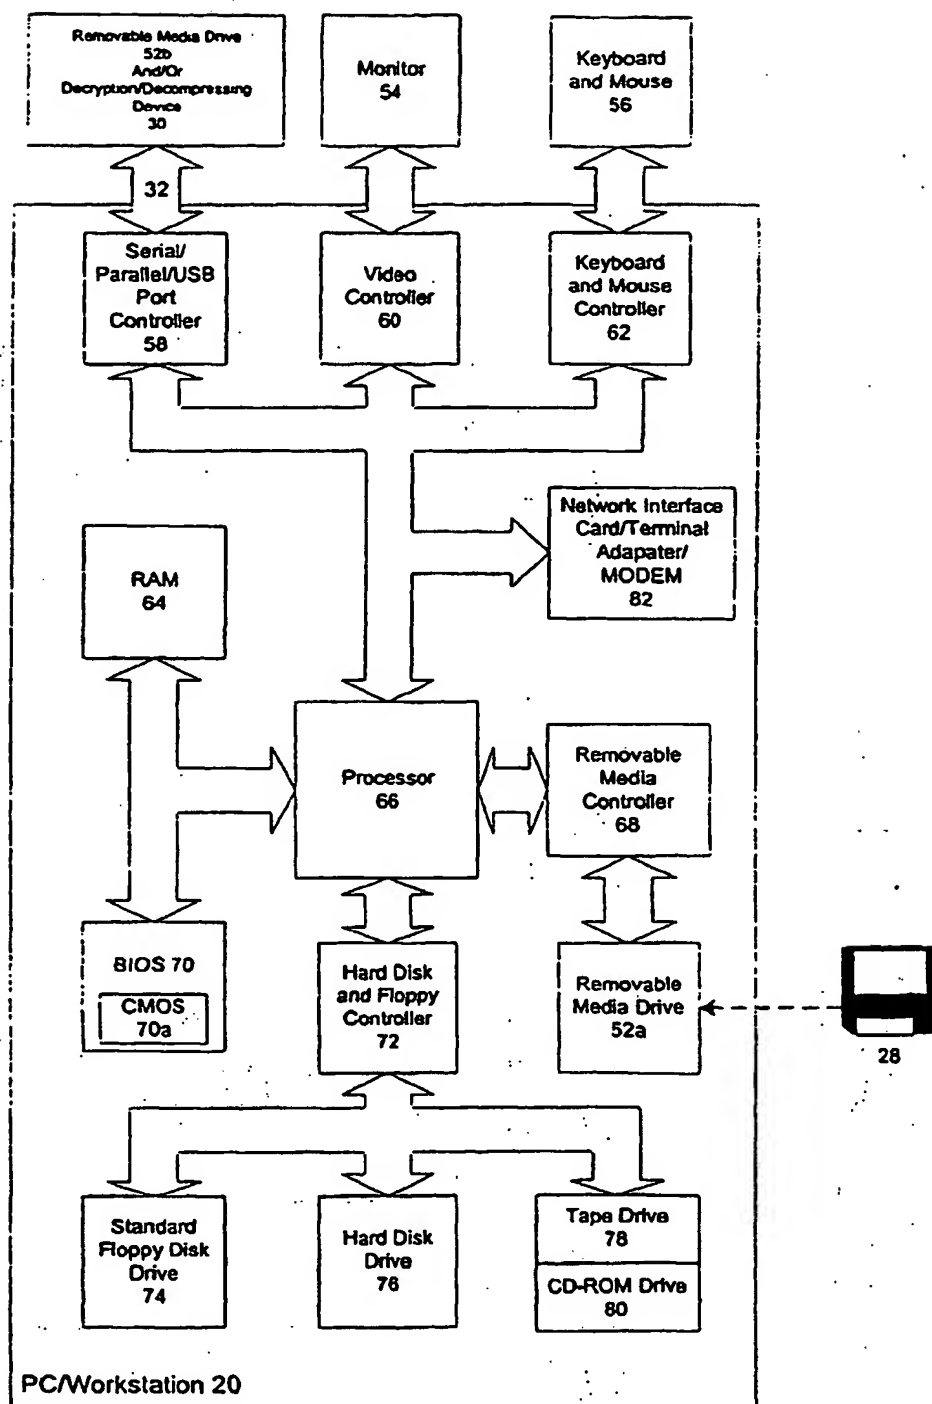 Removable Media Drive
52b
And/Or
Decryption/Decompressing
Device
30
Monitor
54
Keyboard
and Mouse
56
32
Serial/
Parallel/USB
Port
Controller
58
Video
Controller
60
Keyboard
and Mouse
Controller
62
Network Interface
Card/Terminal
Adapater/
MODEM
82
RAM
64
Processor
66
Removable
Media
Controller
68
BIOS 70
CMOS
70a
Hard Disk
and Floppy
Controller
72
Removable
Media Drive
52a
28
Standard
Floppy Disk
Drive
74
Hard Disk
Drive
76
Tape Drive
78
CD-ROM Drive
80
PC/Workstation 20